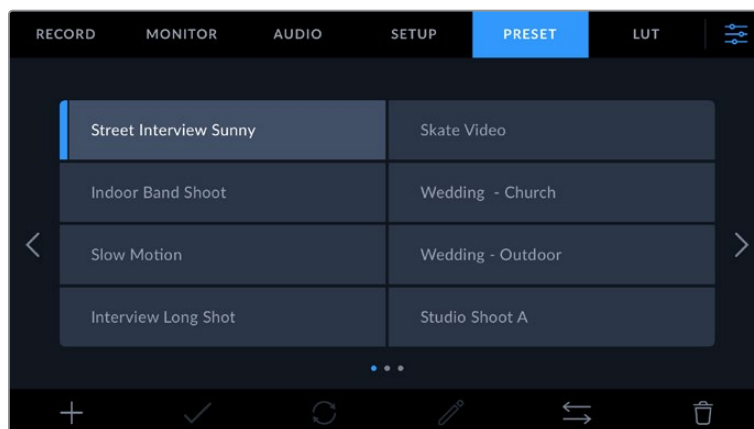 RECORD MONITOR AUDIO SETUP PRESET LUT
Street Interview Sunny Skate Video
Indoor Band Shoot Wedding - Church
Slow Motion Wedding - Outdoor
Interview Long Shot Studio Shoot A